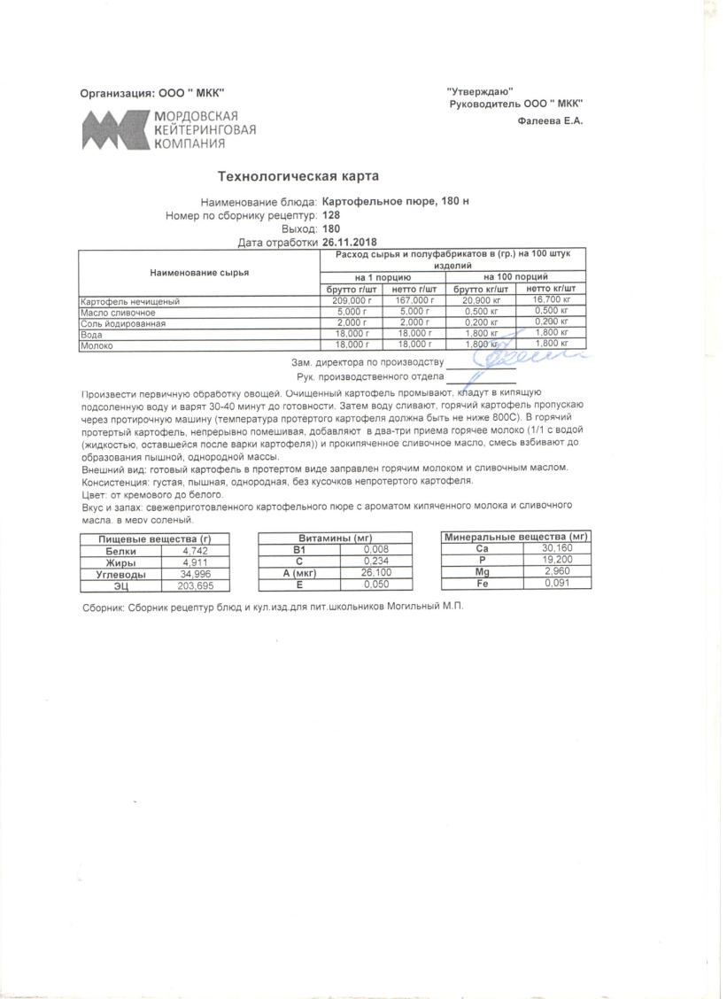 Организация: ООО " МКК"
"Утверждаю"
Руководитель ООО " МКК"
Фалеева Е.А.
МОРДОВСКАЯ
КЕЙТЕРИНГОВАЯ
КОМПАНИЯ
Технологическая карта
Наименование блюда: Картофельное пюре, 180 н
Номер по сборнику рецептур: 128
Выход: 180
Дата отработки 26.11.2018
Наименование сырья
Расход сырья и полуфабрикатов в (гр.) на 100 штук
изделий
на 1 порцию на 100 порций
брутто г/шт нетто г/шт брутто кг/шт нетто кг/шт
Картофель нечищеный 209,000 г 167,000 г 20,900 кг 16,700 кг
Масло сливочное 5,000 г 5,000 г 0,500 кг 0,500 кг
Соль йодированная 2,000 г 2,000 г 0,200 кг 0,200 кг
Вода 18,000 г 18,000 г 1,800 кг 1,800 кг
Молоко 18,000 г 18,000 г 1,800 кг 1,800 кг
Зам. директора по производству
Рук. производственного отдела
Произвести первичную обработку овощей. Очищенный картофель промывают, кладут в кипящую
подсоленную воду и варят 30-40 минут до готовности. Затем воду сливают, горячий картофель пропускаю
через протирочную машину (температура протертого картофеля должна быть не ниже 800С). В горячий
протертый картофель, непрерывно помешивая, добавляют в два-три приема горячее молоко (1/1 с водой
(жидкостью, оставшейся после варки картофеля)) и прокипяченное сливочное масло, смесь взбивают до
образования пышной, однородной массы.
Внешний вид: готовый картофель в протертом виде заправлен горячим молоком и сливочным маслом.
Консистенция: густая, пышная, однородная, без кусочков непротертого картофеля.
Цвет: от кремового до белого.
Вкус и запах: свежеприготовленного картофельного пюре с ароматом кипяченного молока и сливочного
масла, в меру соленый.
Пищевые вещества (г)
Белки 4,742
Жиры 4,911
Углеводы 34,996
ЭЦ 203,695
Витамины (мг)
В1 0,008
С 0,234
А (мкг) 26,100
Е 0,050
Минеральные вещества (мг)
Ca 30,160
P 19,200
Mg 2,960
Fe 0,091
Сборник: Сборник рецептур блюд и кул.изд.для пит.школьников Могильный М.П.